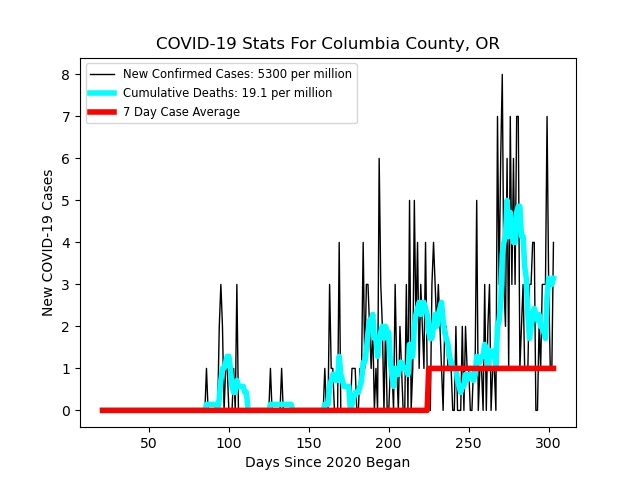 COVID-19 Stats For Columbia County, OR
New Confirmed Cases: 5300 per million
Cumulative Deaths: 19.1 per million
7 Day Case Average
New COVID-19 Cases
8
7
6
5
4
3
2
1
0
50 100 150 200 250 300
Days Since 2020 Began